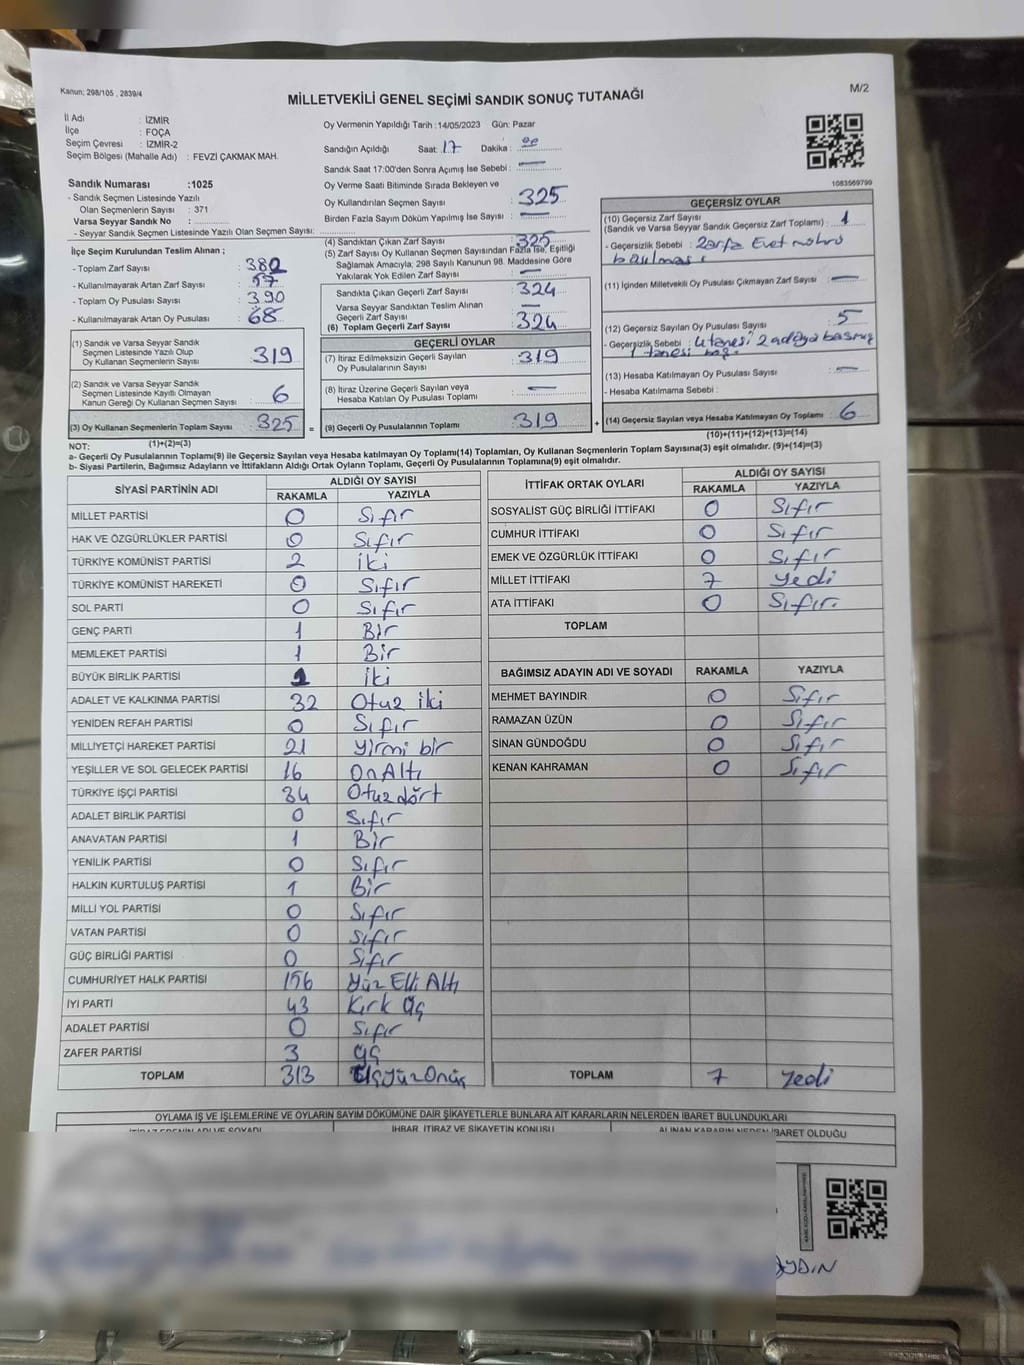 Kanun; 298/105 , 2839/4
M/2
MİLLETVEKİLİ GENEL SEÇİMİ SANDIK SONUÇ TUTANAĞI
İl Adı : İZMİR
İlçe : FOÇA
Seçim Çevresi : İZMİR-2
Seçim Bölgesi (Mahalle Adı) : FEVZİ ÇAKMAK MAH.
Oy Vermenin Yapıldığı Tarih :14/05/2023 Gün: Pazar
Sandığın Açıldığı Saat: 17 Dakika:
Sandık Saat 17:00'den Sonra Açımış İse Sebebi : —
Oy Verme Saati Bitiminde Sırada Bekleyen ve
Oy Kullandırılan Seçmen Sayısı : 325
Birden Fazla Sayım Döküm Yapılmış İse Sayısı : —
1083569799
Sandık Numarası :1025
- Sandık Seçmen Listesinde Yazılı
Olan Seçmenlerin Sayısı : 371
Varsa Seyyar Sandık No :
- Seyyar Sandık Seçmen Listesinde Yazılı Olan Seçmen Sayısı:
İlçe Seçim Kurulundan Teslim Alınan ;
- Toplam Zarf Sayısı : 382
- Kullanılmayarak Artan Zarf Sayısı : 57
- Toplam Oy Pusulası Sayısı : 390
- Kullanılmayarak Artan Oy Pusulası : 65
(1) Sandık ve Varsa Seyyar Sandık
Seçmen Listesinde Yazılı Olup
Oy Kullanan Seçmenlerin Sayısı : 319
(2) Sandık ve Varsa Seyyar Sandık
Seçmen Listesinde Kayıtlı Olmayan
Kanun Gereği Oy Kullanan Seçmen Sayısı : 6
(3) Oy Kullanan Seçmenlerin Toplam Sayısı : 325
(1)+(2)=(3)
(4) Sandıktan Çıkan Zarf Sayısı : 325
(5) Zarf Sayısı Oy Kullanan Seçmen Sayısından Fazla İse, Eşitliği
Sağlamak Amacıyla, 298 Sayılı Kanunun 98. Maddesine Göre
Yakılarak Yok Edilen Zarf Sayısı : —
Sandıkta Çıkan Geçerli Zarf Sayısı : 324
Varsa Seyyar Sandıktan Teslim Alınan
Geçerli Zarf Sayısı : —
(6) Toplam Geçerli Zarf Sayısı : 324
GEÇERLİ OYLAR
(7) İtiraz Edilmeksizin Geçerli Sayılan
Oy Pusulalarının Sayısı : 319
(8) İtiraz Üzerine Geçerli Sayılan veya
Hesaba Katılan Oy Pusulası Toplamı : —
= (9) Geçerli Oy Pusulalarının Toplamı : 319
GEÇERSİZ OYLAR
(10) Geçersiz Zarf Sayısı
(Sandık ve Varsa Seyyar Sandık Geçersiz Zarf Toplamı) : 1
- Geçersizlik Sebebi : Zarfa Evet mührü
basılması
(11) İçinden Milletvekili Oy Pusulası Çıkmayan Zarf Sayısı : —
(12) Geçersiz Sayılan Oy Pusulası Sayısı : 5
- Geçersizlik Sebebi : 4 tanesi 2 adaya basmış
1 tanesi boş.
(13) Hesaba Katılmayan Oy Pusulası Sayısı : —
- Hesaba Katılmama Sebebi :
+ (14) Geçersiz Sayılan veya Hesaba Katılmayan Oy Toplamı : 6
(10)+(11)+(12)+(13)=(14)
NOT:
a- Geçerli Oy Pusulalarının Toplamı(9) ile Geçersiz Sayılan veya Hesaba katılmayan Oy Toplamı(14) Toplamları, Oy Kullanan Seçmenlerin Toplam Sayısına(3) eşit olmalıdır. (9)+(14)=(3)
b- Siyasi Partilerin, Bağımsız Adayların ve İttifakların Aldığı Ortak Oyların Toplamı, Geçerli Oy Pusulalarının Toplamına(9) eşit olmalıdır.
SİYASİ PARTİNİN ADI ALDIĞI OY SAYISI
RAKAMLA YAZIYLA
MİLLET PARTİSİ 0 Sıfır
HAK VE ÖZGÜRLÜKLER PARTİSİ 0 Sıfır
TÜRKİYE KOMÜNİST PARTİSİ 2 iki
TÜRKİYE KOMÜNİST HAREKETİ 0 Sıfır
SOL PARTİ 0 Sıfır
GENÇ PARTİ 1 Bir
MEMLEKET PARTİSİ 1 Bir
BÜYÜK BİRLİK PARTİSİ 2 iki
ADALET VE KALKINMA PARTİSİ 32 Otuz iki
YENİDEN REFAH PARTİSİ 0 Sıfır
MİLLİYETÇİ HAREKET PARTİSİ 21 Yirmi bir
YEŞİLLER VE SOL GELECEK PARTİSİ 16 On Altı
TÜRKİYE İŞÇİ PARTİSİ 34 Otuz dört
ADALET BİRLİK PARTİSİ 0 Sıfır
ANAVATAN PARTİSİ 1 Bir
YENİLİK PARTİSİ 0 Sıfır
HALKIN KURTULUŞ PARTİSİ 1 Bir
MİLLİ YOL PARTİSİ 0 Sıfır
VATAN PARTİSİ 0 Sıfır
GÜÇ BİRLİĞİ PARTİSİ 0 Sıfır
CUMHURİYET HALK PARTİSİ 156 Yüz Elli Altı
İYİ PARTİ 43 Kırk Üç
ADALET PARTİSİ 0 Sıfır
ZAFER PARTİSİ 3 Üç
TOPLAM 313 ÜçYüzOnüç
İTTİFAK ORTAK OYLARI ALDIĞI OY SAYISI
RAKAMLA YAZIYLA
SOSYALİST GÜÇ BİRLİĞİ İTTİFAKI 0 Sıfır
CUMHUR İTTİFAKI 0 Sıfır
EMEK VE ÖZGÜRLÜK İTTİFAKI 0 Sıfır
MİLLET İTTİFAKI 7 Yedi
ATA İTTİFAKI 0 Sıfır.
TOPLAM
BAĞIMSIZ ADAYIN ADI VE SOYADI RAKAMLA YAZIYLA
MEHMET BAYINDIR 0 Sıfır
RAMAZAN ÜZÜN 0 Sıfır
SİNAN GÜNDOĞDU 0 Sıfır
KENAN KAHRAMAN 0 Sıfır
TOPLAM 7 Yedi
OYLAMA İŞ VE İŞLEMLERİNE VE OYLARIN SAYIM DÖKÜMÜNE DAİR ŞİKAYETLERLE BUNLARA AİT KARARLARIN NELERDEN İBARET BULUNDUKLARI
İTİRAZ EDENİN ADI VE SOYADI İHBAR, İTİRAZ VE ŞİKAYETİN KONUSU ALINAN KARARIN NEDEN İBARET OLDUĞU